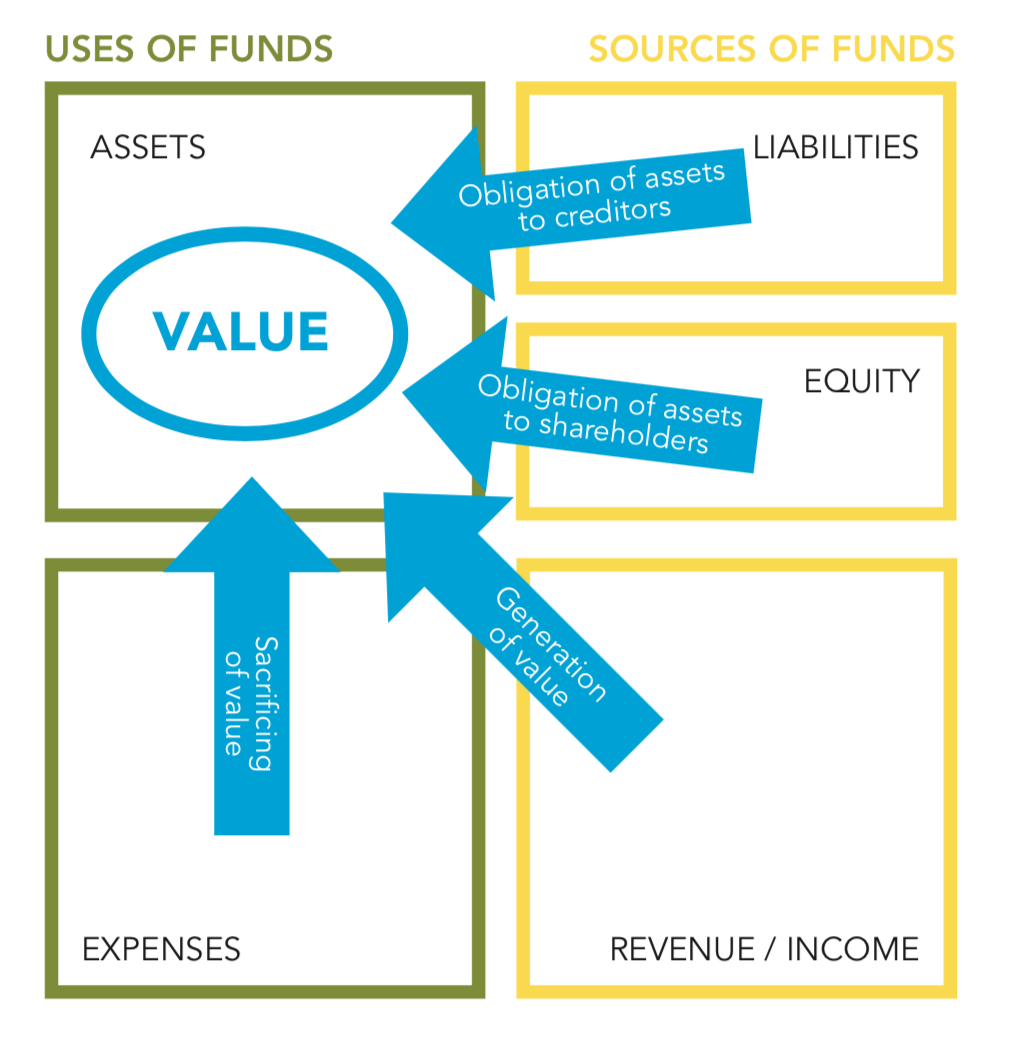 USES OF FUNDS
SOURCES OF FUNDS
ASSETS
LIABILITIES
Obligation of assets
to creditors
VALUE
EQUITY
Obligation of assets
to shareholders
Sacrificing
of value
Generation
of value
EXPENSES
REVENUE / INCOME